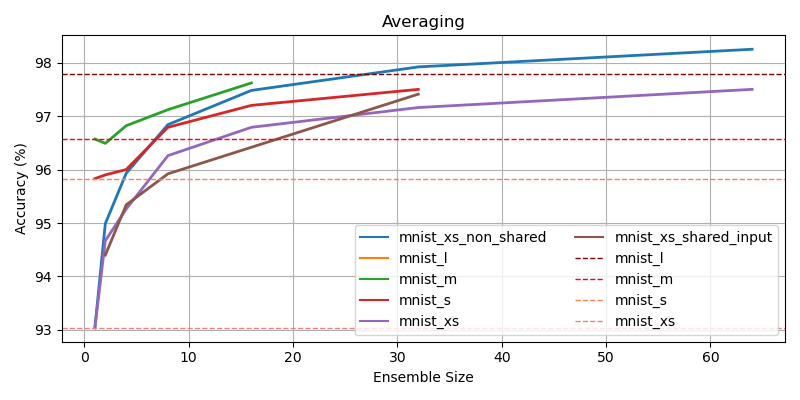 Averaging
98
97
96
95
94
93
Accuracy (%)
0
10
20
30
40
50
60
Ensemble Size
mnist_xs_non_shared
mnist_l
mnist_m
mnist_s
mnist_xs
mnist_xs_shared_input
mnist_l
mnist_m
mnist_s
mnist_xs